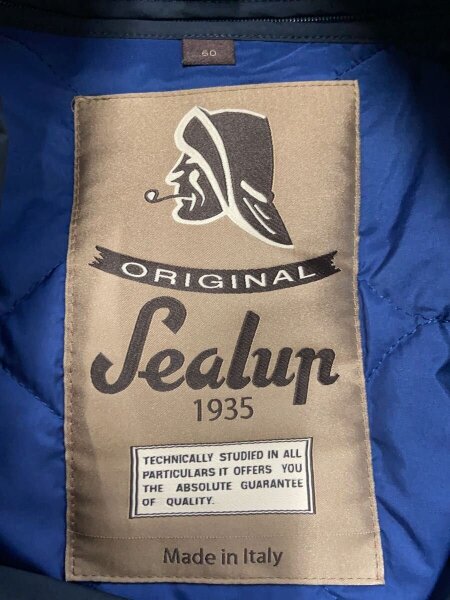 60
ORIGINAL
Sealup
1935
TECHNICALLY STUDIED IN ALL
PARTICULARS IT OFFERS YOU
THE ABSOLUTE GUARANTEE
OF QUALITY.
Made in Italy